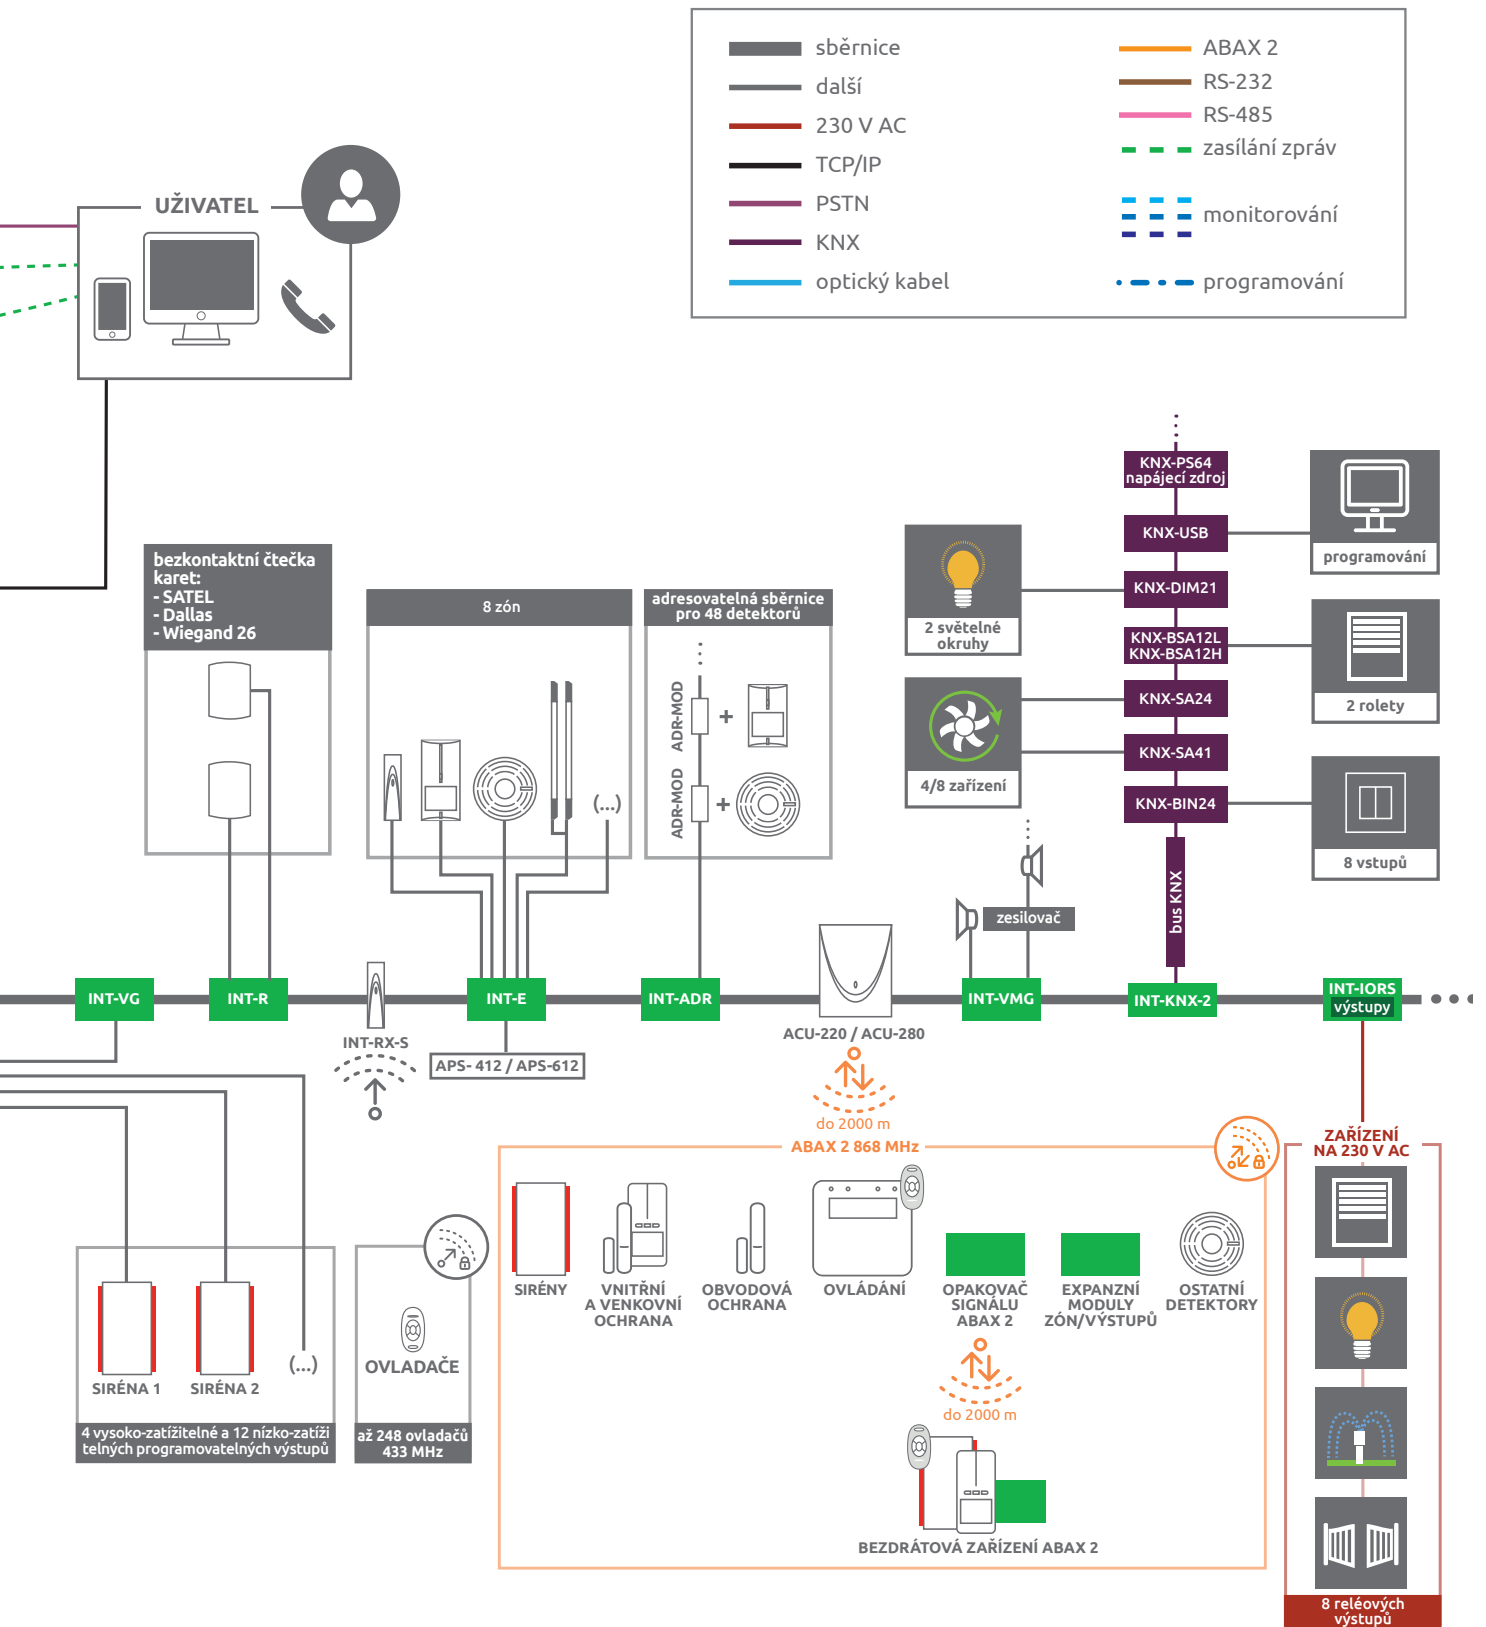 sběrnice
další
230 V AC
TCP/IP
PSTN
KNX
optický kabel
ABAX 2
RS-232
RS-485
zasílání zpráv
monitorování
programování
UŽIVATEL
KNX-PS64
napájecí zdroj
KNX-USB
KNX-DIM21
KNX-BSA12L
KNX-BSA12H
KNX-SA24
KNX-SA41
KNX-BIN24
bus KNX
programování
2 rolety
8 vstupů
2 světelné
okruhy
4/8 zařízení
bezkontaktní čtečka
karet:
- SATEL
- Dallas
- Wiegand 26
8 zón
(...)
adresovatelná sběrnice
pro 48 detektorů
ADR-MOD
+
ADR-MOD
+
zesilovač
INT-VG
INT-R
INT-RX-S
INT-E
APS- 412 / APS-612
INT-ADR
ACU-220 / ACU-280
INT-VMG
INT-KNX-2
INT-IORS
výstupy
do 2000 m
ABAX 2 868 MHz
SIRÉNY
VNITŘNÍ
A VENKOVNÍ
OCHRANA
OBVODOVÁ
OCHRANA
OVLÁDÁNÍ
OPAKOVAČ
SIGNÁLU
ABAX 2
EXPANZNÍ
MODULY
ZÓN/VÝSTUPŮ
OSTATNÍ
DETEKTORY
do 2000 m
BEZDRÁTOVÁ ZAŘÍZENÍ ABAX 2
SIRÉNA 1
SIRÉNA 2
(...)
4 vysoko-zatížitelné a 12 nízko-zatíži
telných programovatelných výstupů
OVLADAČE
až 248 ovladačů
433 MHz
ZAŘÍZENÍ
NA 230 V AC
8 reléových
výstupů